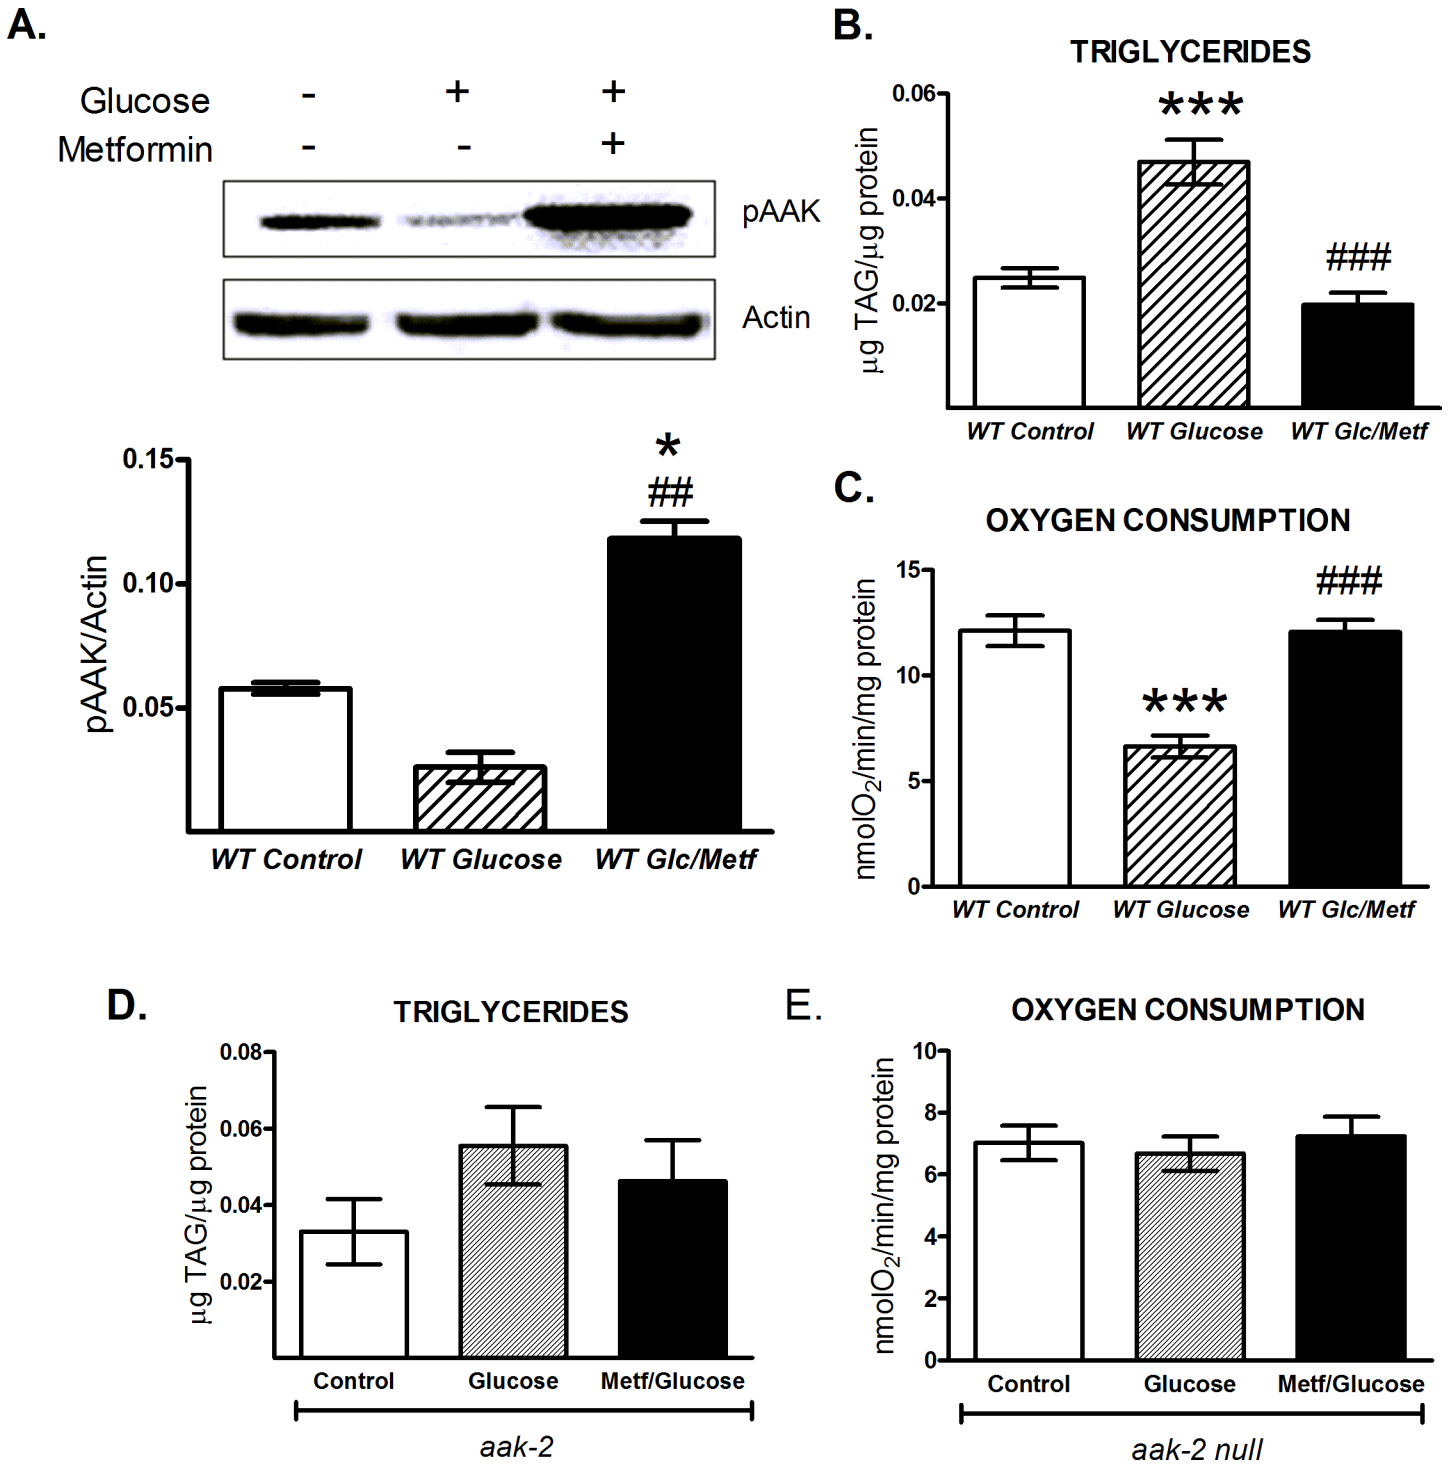 A.
Glucose - + +
Metformin - - +
pAAK
Actin
*
##
0.15
0.10
0.05
pAAK/Actin
WT Control WT Glucose WT Glc/Metf
B.
TRIGLYCERIDES
***
###
0.06
0.04
0.02
µg TAG/µg protein
WT Control WT Glucose WT Glc/Metf
C.
OXYGEN CONSUMPTION
***
###
15
10
5
0
nmolO₂/min/mg protein
WT Control WT Glucose WT Glc/Metf
D.
TRIGLYCERIDES
0.08
0.06
0.04
0.02
µg TAG/µg protein
Control Glucose Metf/Glucose
aak-2
E.
OXYGEN CONSUMPTION
10
8
6
4
2
0
nmolO₂/min/mg protein
Control Glucose Metf/Glucose
aak-2 null